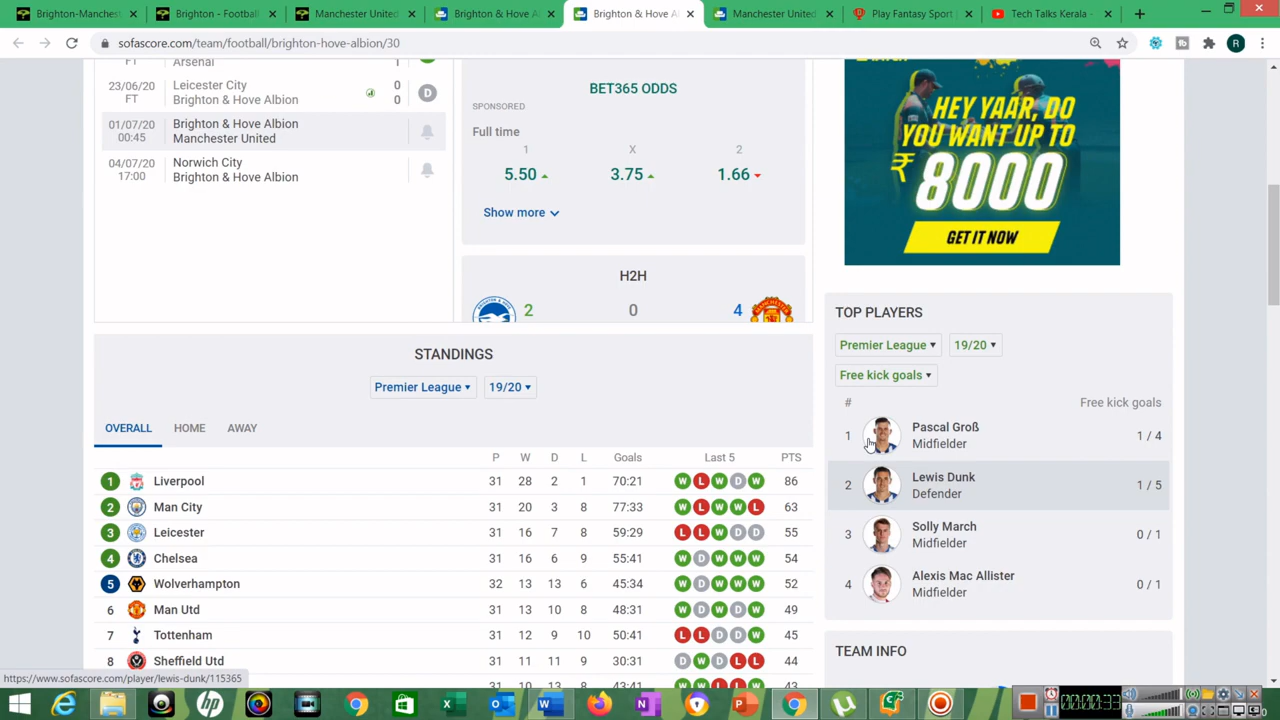 Brighton-Manchest
Brighton - Football
Manchester United
Brighton & Hove A
Brighton & Hove Al
Manchester United
Play Fantasy Sport
Tech Talks Kerala -
sofascore.com/team/football/brighton-hove-albion/30
R
FT Arsenal 1
23/06/20 Leicester City 0
FT Brighton & Hove Albion 0 D
01/07/20 Brighton & Hove Albion
00:45 Manchester United
04/07/20 Norwich City
17:00 Brighton & Hove Albion
BET365 ODDS
SPONSORED
Full time
1 X 2
5.50 3.75 1.66
Show more
H2H
2 0 4
HEY YAAR, DO
YOU WANT UP TO
₹8000
GET IT NOW
STANDINGS
Premier League 19/20
OVERALL HOME AWAY
P W D L Goals Last 5 PTS
1 Liverpool 31 28 2 1 70:21 W L W D W 86
2 Man City 31 20 3 8 77:33 W L W W L 63
3 Leicester 31 16 7 8 59:29 L L W D D 55
4 Chelsea 31 16 6 9 55:41 W D W W W 54
5 Wolverhampton 32 13 13 6 45:34 W D W W W 52
6 Man Utd 31 13 10 8 48:31 W D W D W 49
7 Tottenham 31 12 9 10 50:41 L L D D W 45
8 Sheffield Utd 31 11 11 9 30:31 D W D L L 44
31 10 13 8 43:41 W W L L W 43
TOP PLAYERS
Premier League 19/20
Free kick goals
# Free kick goals
1 Pascal Groß 1 / 4
Midfielder
2 Lewis Dunk 1 / 5
Defender
3 Solly March 0 / 1
Midfielder
4 Alexis Mac Allister 0 / 1
Midfielder
TEAM INFO
https://www.sofascore.com/player/lewis-dunk/115365